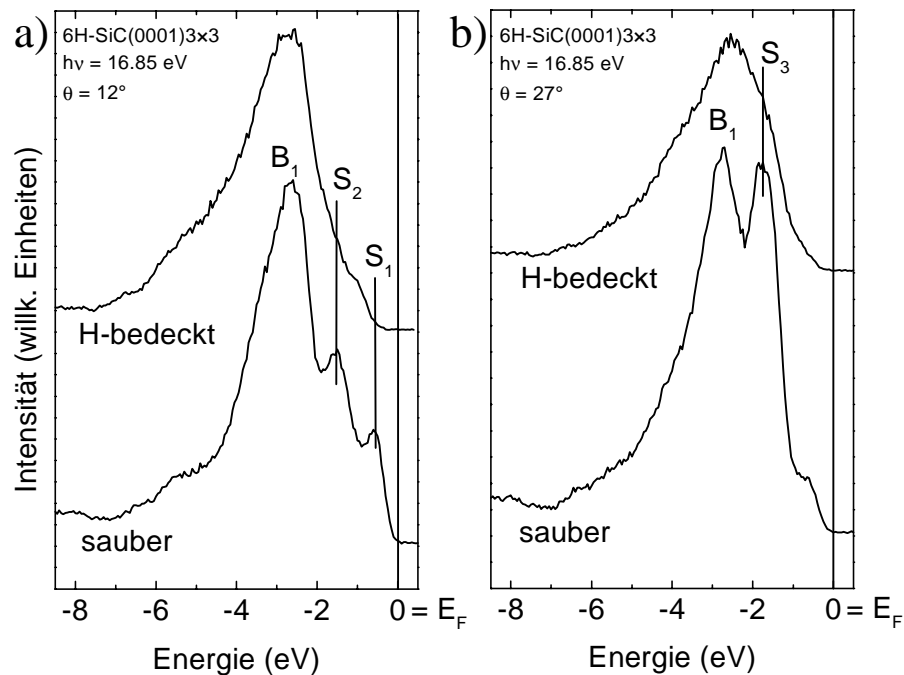 a)
6H-SiC(0001)3×3
hν = 16.85 eV
θ = 12°
B₁
S₂
S₁
H-bedeckt
sauber
Intensität (willk. Einheiten)
-8 -6 -4 -2 0 = E_F
Energie (eV)
b)
6H-SiC(0001)3×3
hν = 16.85 eV
θ = 27°
S₃
B₁
H-bedeckt
sauber
-8 -6 -4 -2 0 = E_F
Energie (eV)